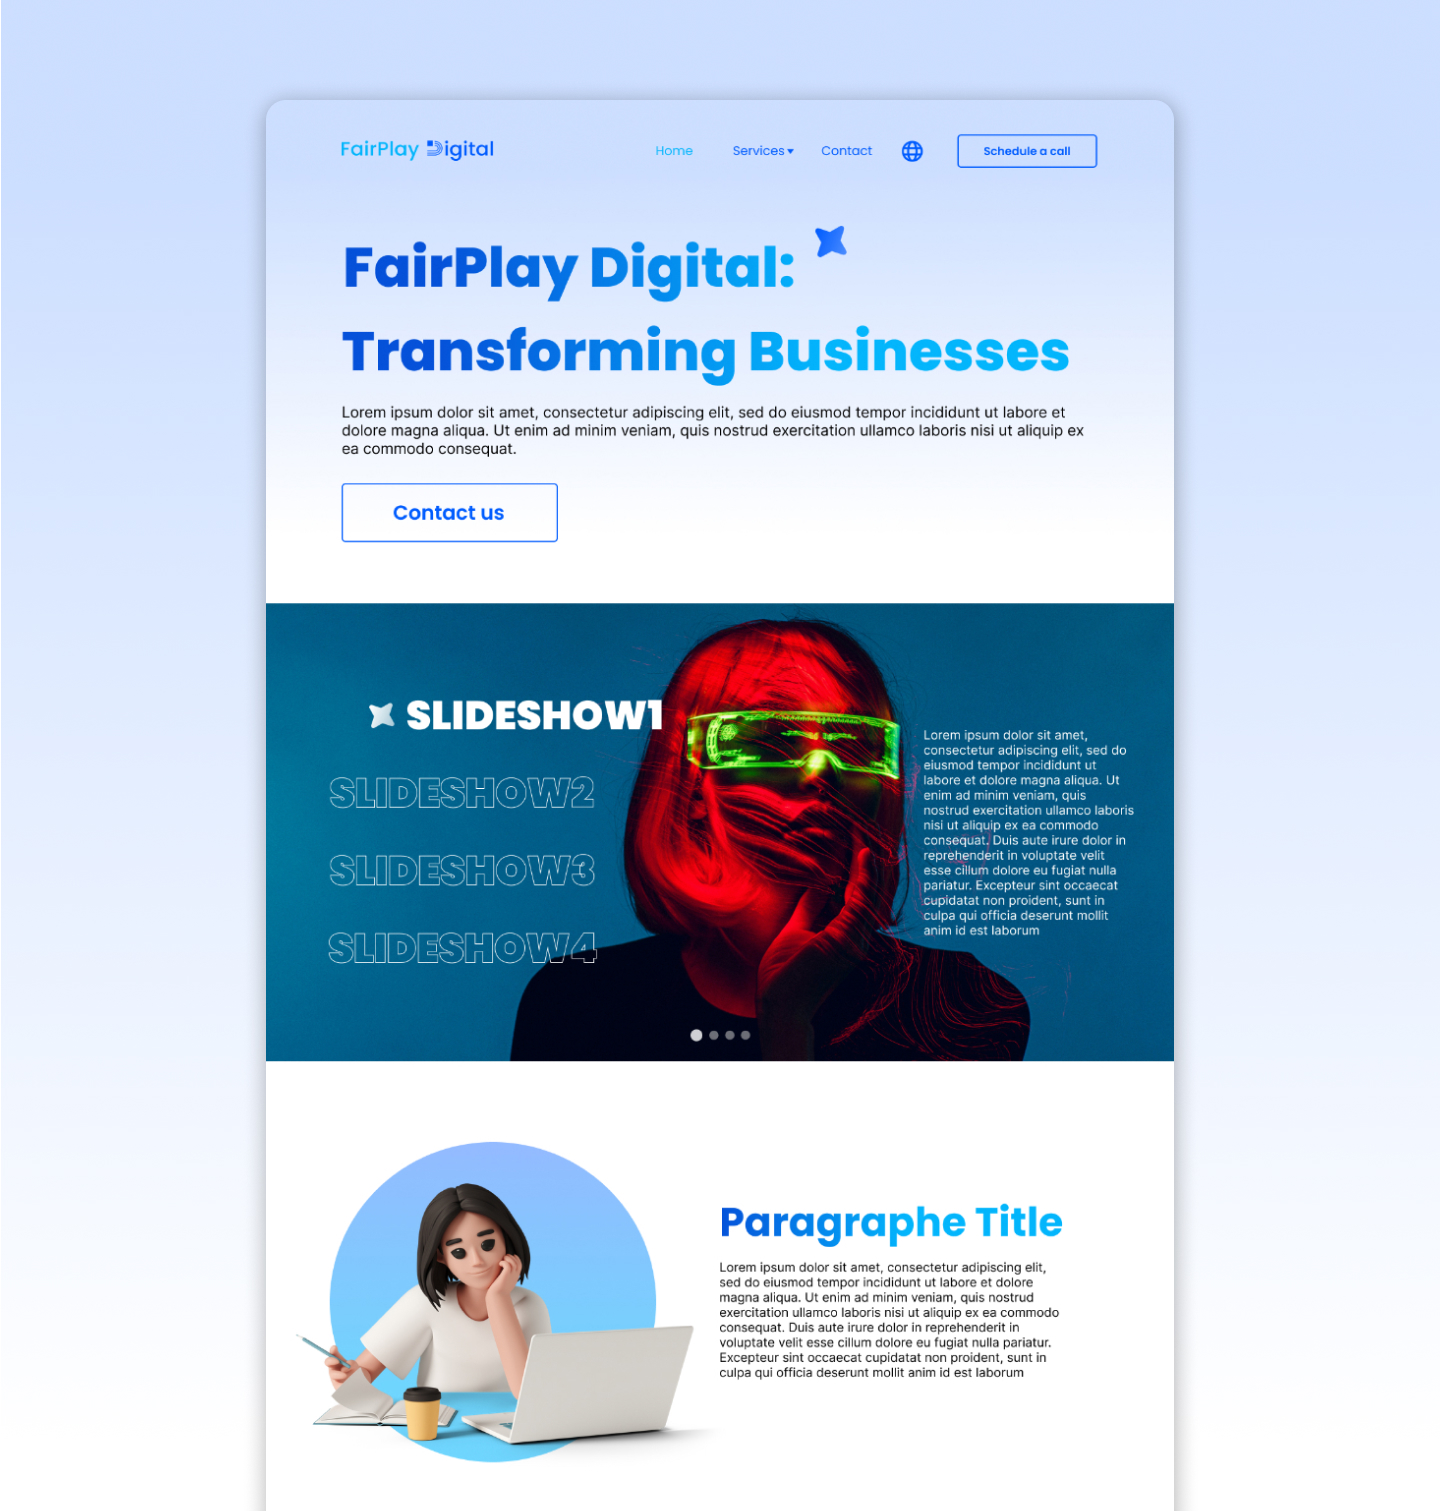 FairPlay Digital
Home
Services
Contact
Schedule a call
FairPlay Digital:
Transforming Businesses
Lorem ipsum dolor sit amet, consectetur adipiscing elit, sed do eiusmod tempor incididunt ut labore et
dolore magna aliqua. Ut enim ad minim veniam, quis nostrud exercitation ullamco laboris nisi ut aliquip ex
ea commodo consequat.
Contact us
SLIDESHOW1
SLIDESHOW2
SLIDESHOW3
SLIDESHOW4
Lorem ipsum dolor sit amet,
consectetur adipiscing elit, sed do
eiusmod tempor incididunt ut
labore et dolore magna aliqua. Ut
enim ad minim veniam, quis
nostrud exercitation ullamco laboris
nisi ut aliquip ex ea commodo
consequat. Duis aute irure dolor in
reprehenderit in voluptate velit
esse cillum dolore eu fugiat nulla
pariatur. Excepteur sint occaecat
cupidatat non proident, sunt in
culpa qui officia deserunt mollit
anim id est laborum
Paragraphe Title
Lorem ipsum dolor sit amet, consectetur adipiscing elit,
sed do eiusmod tempor incididunt ut labore et dolore
magna aliqua. Ut enim ad minim veniam, quis nostrud
exercitation ullamco laboris nisi ut aliquip ex ea commodo
consequat. Duis aute irure dolor in reprehenderit in
voluptate velit esse cillum dolore eu fugiat nulla pariatur.
Excepteur sint occaecat cupidatat non proident, sunt in
culpa qui officia deserunt mollit anim id est laborum